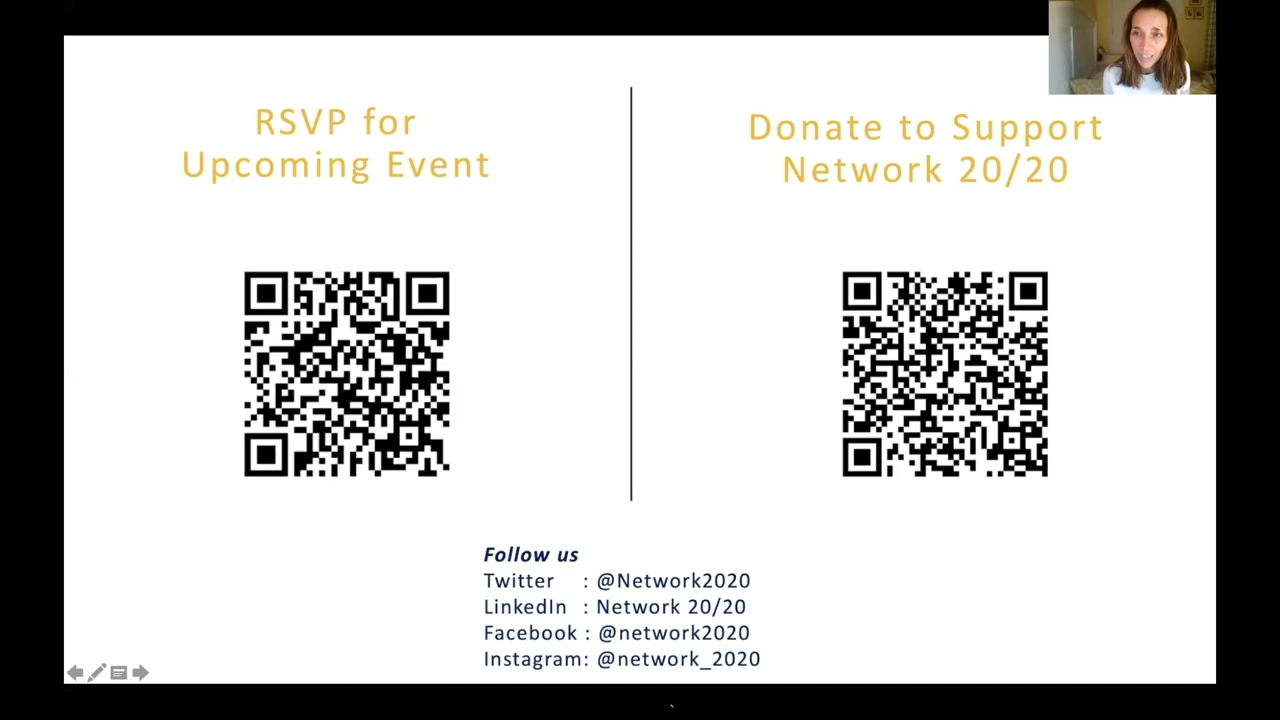 RSVP for
Upcoming Event
Donate to Support
Network 20/20
Follow us
Twitter : @Network2020
LinkedIn : Network 20/20
Facebook : @network2020
Instagram: @network_2020